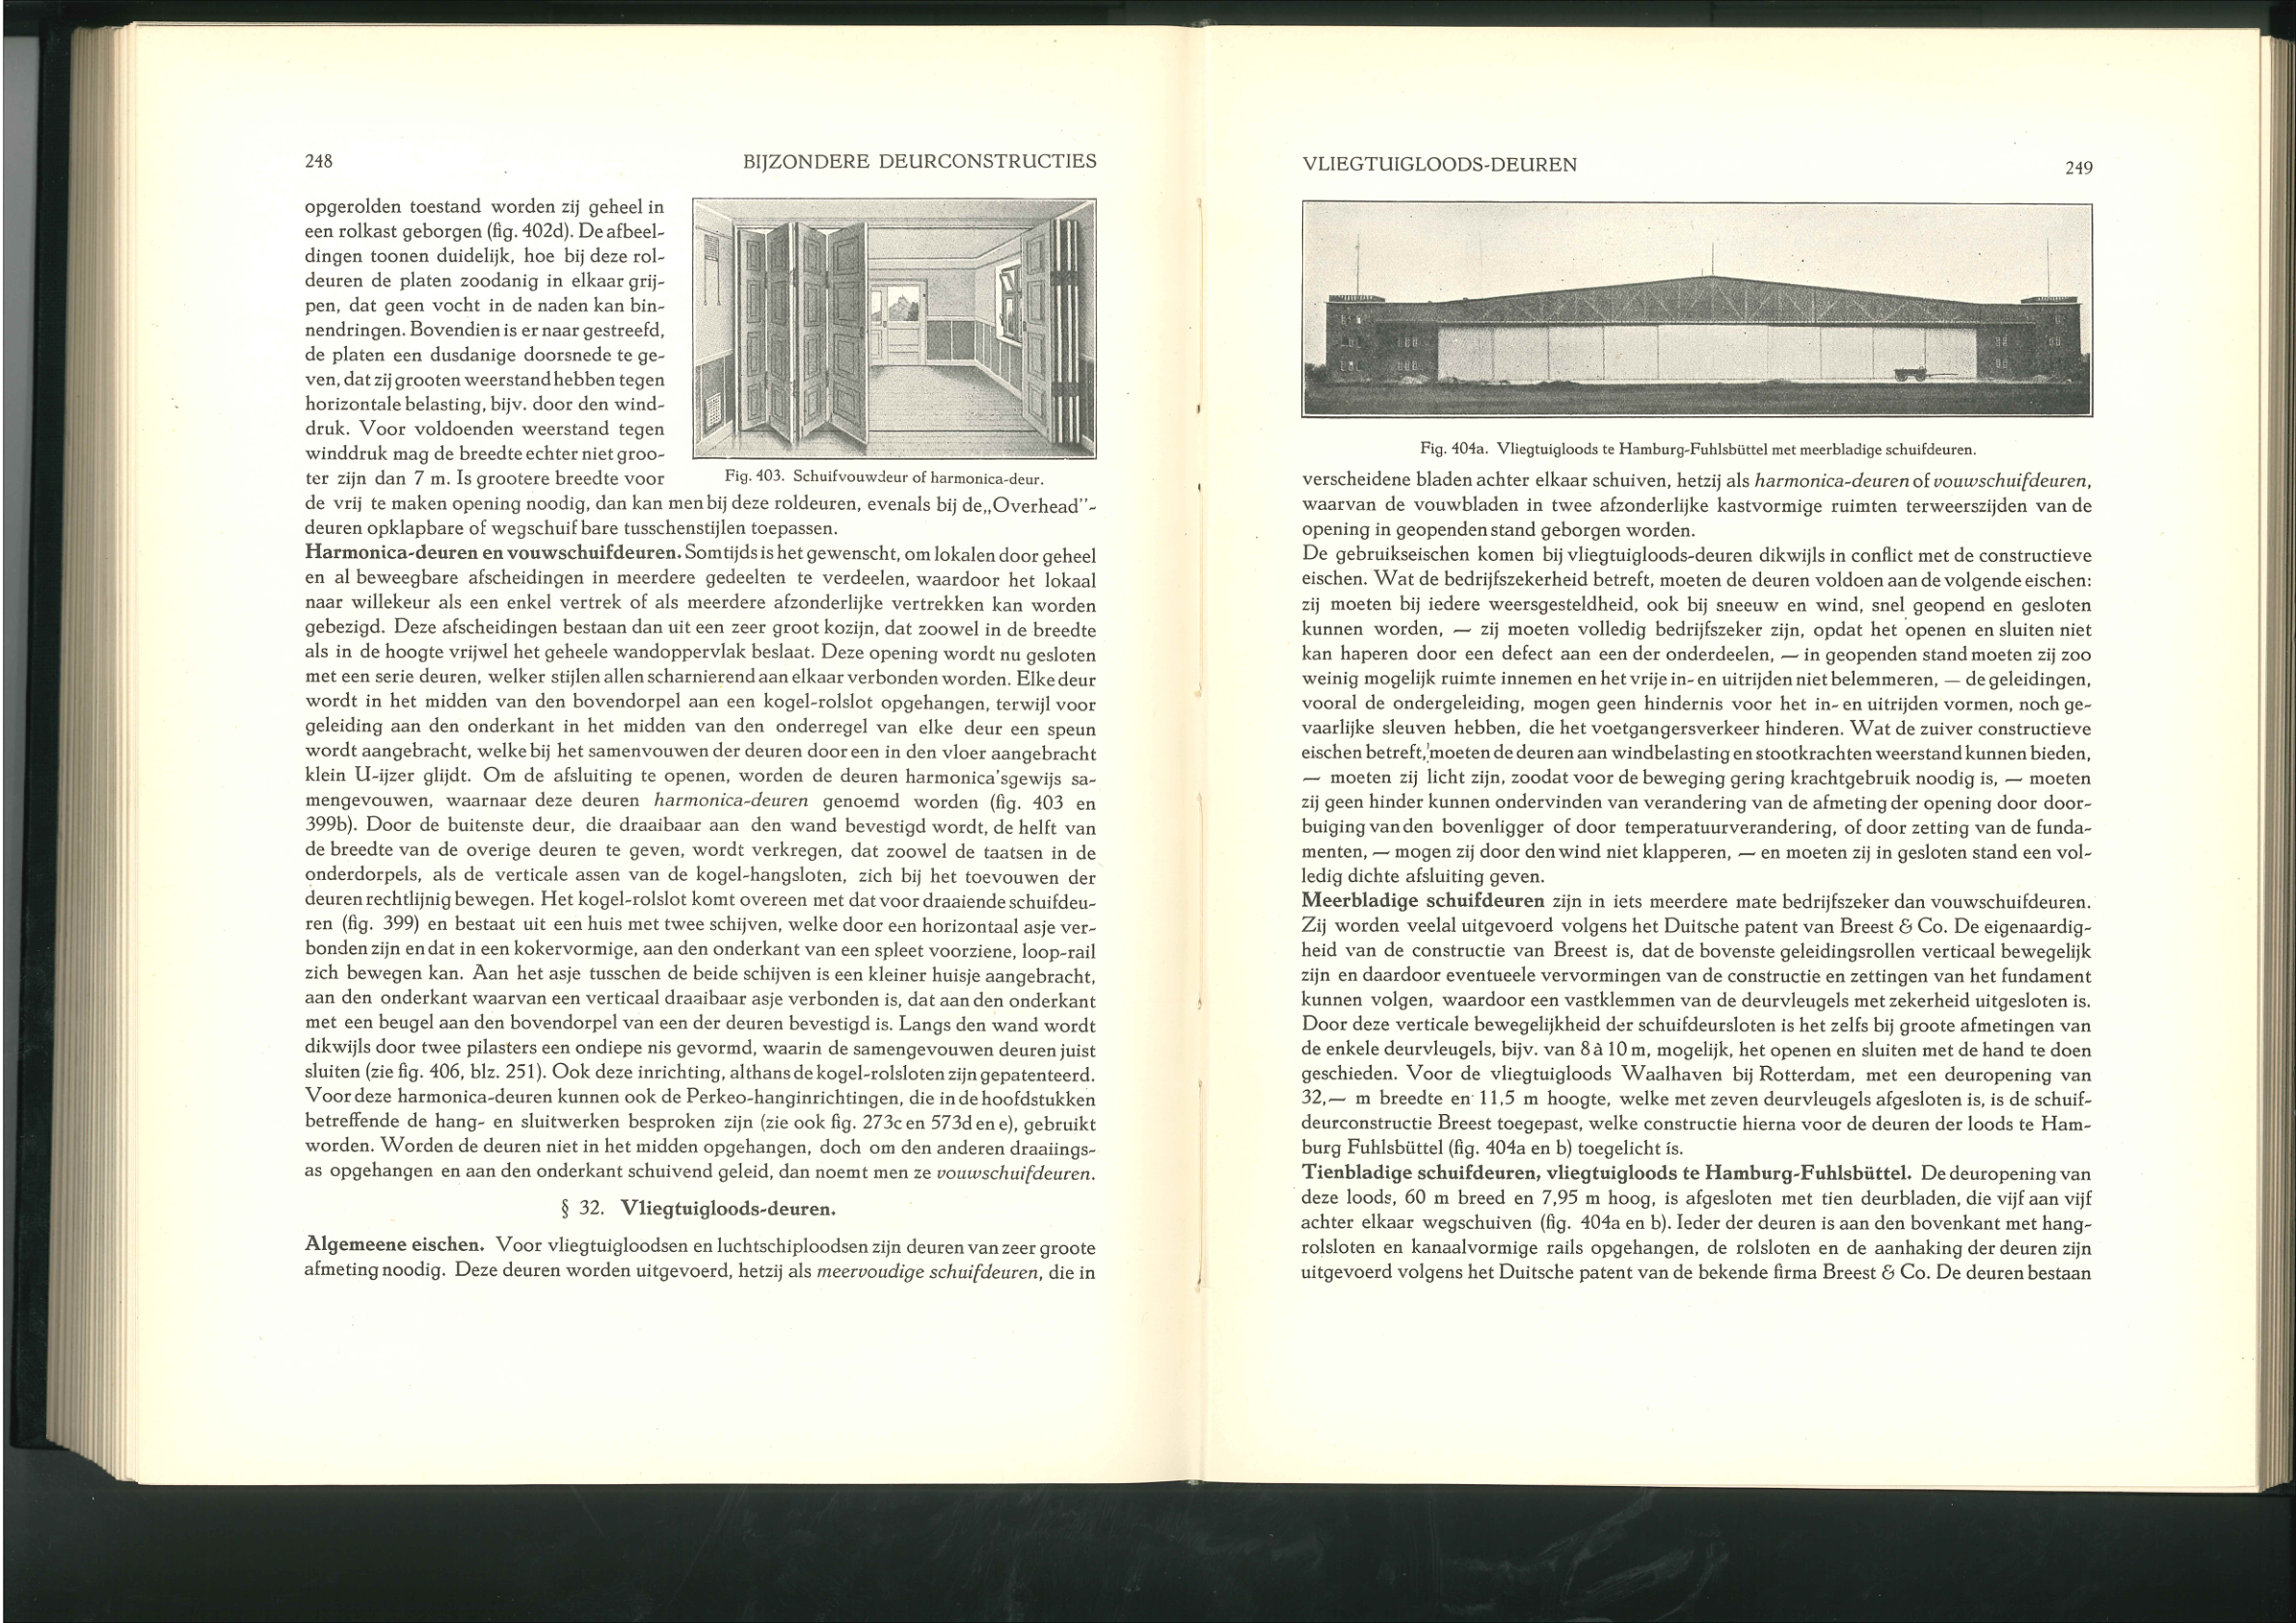 248
BIJZONDERE DEURCONSTRUCTIES
opgerolden toestand worden zij geheel in
een rolkast geborgen (fig. 402d). De afbeel-
dingen toonen duidelijk, hoe bij deze rol-
deuren de platen zoodanig in elkaar grij-
pen, dat geen vocht in de naden kan bin-
nendringen. Bovendien is er naar gestreefd,
de platen een dusdanige doorsnede te ge-
ven, dat zij grooten weerstand hebben tegen
horizontale belasting, bijv. door den wind-
druk. Voor voldoenden weerstand tegen
winddruk mag de breedte echter niet groo-
ter zijn dan 7 m. Is grootere breedte voor
Fig. 403. Schuifvouwdeur of harmonica-deur.
de vrij te maken opening noodig, dan kan men bij deze roldeuren, evenals bij de „Overhead"-
deuren opklapbare of wegschuifbare tusschenstijlen toepassen.
Harmonica-deuren en vouwschuifdeuren. Somtijds is het gewenscht, om lokalen door geheel
en al beweegbare afscheidingen in meerdere gedeelten te verdeelen, waardoor het lokaal
naar willekeur als een enkel vertrek of als meerdere afzonderlijke vertrekken kan worden
gebezigd. Deze afscheidingen bestaan dan uit een zeer groot kozijn, dat zoowel in de breedte
als in de hoogte vrijwel het geheele wandoppervlak beslaat. Deze opening wordt nu gesloten
met een serie deuren, welker stijlen allen scharnierend aan elkaar verbonden worden. Elke deur
wordt in het midden van den bovendorpel aan een kogel-rolslot opgehangen, terwijl voor
geleiding aan den onderkant in het midden van den onderregel van elke deur een speun
wordt aangebracht, welke bij het samenvouwen der deuren door een in den vloer aangebracht
klein U-ijzer glijdt. Om de afsluiting te openen, worden de deuren harmonica'sgewijs sa-
mengevouwen, waarnaar deze deuren harmonica-deuren genoemd worden (fig. 403 en
399b). Door de buitenste deur, die draaibaar aan den wand bevestigd wordt, de helft van
de breedte van de overige deuren te geven, wordt verkregen, dat zoowel de taatsen in de
onderdorpels, als de verticale assen van de kogel-hangsloten, zich bij het toevouwen der
deuren rechtlijnig bewegen. Het kogel-rolslot komt overeen met dat voor draaiende schuifdeu-
ren (fig. 399) en bestaat uit een huis met twee schijven, welke door een horizontaal asje ver-
bonden zijn en dat in een kokervormige, aan den onderkant van een spleet voorziene, loop-rail
zich bewegen kan. Aan het asje tusschen de beide schijven is een kleiner huisje aangebracht,
aan den onderkant waarvan een verticaal draaibaar asje verbonden is, dat aan den onderkant
met een beugel aan den bovendorpel van een der deuren bevestigd is. Langs den wand wordt
dikwijls door twee pilasters een ondiepe nis gevormd, waarin de samengevouwen deuren juist
sluiten (zie fig. 406, blz. 251). Ook deze inrichting, althans de kogel-rolsloten zijn gepatenteerd.
Voor deze harmonica-deuren kunnen ook de Perkeo-hanginrichtingen, die in de hoofdstukken
betreffende de hang- en sluitwerken besproken zijn (zie ook fig. 273c en 573d en e), gebruikt
worden. Worden de deuren niet in het midden opgehangen, doch om den anderen draaiings-
as opgehangen en aan den onderkant schuivend geleid, dan noemt men ze vouwschuifdeuren.
§ 32. Vliegtuigloods-deuren.
Algemeene eischen. Voor vliegtuigloodsen en luchtschiploodsen zijn deuren van zeer groote
afmeting noodig. Deze deuren worden uitgevoerd, hetzij als meervoudige schuifdeuren, die in
VLIEGTUIGLOODS-DEUREN
249
Fig. 404a. Vliegtuigloods te Hamburg-Fuhlsbüttel met meerbladige schuifdeuren.
verscheidene bladen achter elkaar schuiven, hetzij als harmonica-deuren of vouwschuifdeuren,
waarvan de vouwbladen in twee afzonderlijke kastvormige ruimten terweerszijden van de
opening in geopenden stand geborgen worden.
De gebruikseischen komen bij vliegtuigloods-deuren dikwijls in conflict met de constructieve
eischen. Wat de bedrijfszekerheid betreft, moeten de deuren voldoen aan de volgende eischen:
zij moeten bij iedere weersgesteldheid, ook bij sneeuw en wind, snel geopend en gesloten
kunnen worden, — zij moeten volledig bedrijfszeker zijn, opdat het openen en sluiten niet
kan haperen door een defect aan een der onderdeelen, — in geopenden stand moeten zij zoo
weinig mogelijk ruimte innemen en het vrije in- en uitrijden niet belemmeren, — de geleidingen,
vooral de ondergeleiding, mogen geen hindernis voor het in- en uitrijden vormen, noch ge-
vaarlijke sleuven hebben, die het voetgangersverkeer hinderen. Wat de zuiver constructieve
eischen betreft, moeten de deuren aan windbelasting en stootkrachten weerstand kunnen bieden,
— moeten zij licht zijn, zoodat voor de beweging gering krachtgebruik noodig is, — moeten
zij geen hinder kunnen ondervinden van verandering van de afmeting der opening door door-
buiging van den bovenligger of door temperatuurverandering, of door zetting van de funda-
menten, — mogen zij door den wind niet klapperen, — en moeten zij in gesloten stand een vol-
ledig dichte afsluiting geven.
Meerbladige schuifdeuren zijn in iets meerdere mate bedrijfszeker dan vouwschuifdeuren.
Zij worden veelal uitgevoerd volgens het Duitsche patent van Breest & Co. De eigenaardig-
heid van de constructie van Breest is, dat de bovenste geleidingsrollen verticaal bewegelijk
zijn en daardoor eventueele vervormingen van de constructie en zettingen van het fundament
kunnen volgen, waardoor een vastklemmen van de deurvleugels met zekerheid uitgesloten is.
Door deze verticale bewegelijkheid der schuifdeursloten is het zelfs bij groote afmetingen van
de enkele deurvleugels, bijv. van 8 à 10 m, mogelijk, het openen en sluiten met de hand te doen
geschieden. Voor de vliegtuigloods Waalhaven bij Rotterdam, met een deuropening van
32,— m breedte en 11,5 m hoogte, welke met zeven deurvleugels afgesloten is, is de schuif-
deurconstructie Breest toegepast, welke constructie hierna voor de deuren der loods te Ham-
burg Fuhlsbüttel (fig. 404a en b) toegelicht is.
Tienbladige schuifdeuren, vliegtuigloods te Hamburg-Fuhlsbüttel. De deuropening van
deze loods, 60 m breed en 7,95 m hoog, is afgesloten met tien deurbladen, die vijf aan vijf
achter elkaar wegschuiven (fig. 404a en b). Ieder der deuren is aan den bovenkant met hang-
rolsloten en kanaalvormige rails opgehangen, de rolsloten en de aanhaking der deuren zijn
uitgevoerd volgens het Duitsche patent van de bekende firma Breest & Co. De deuren bestaan